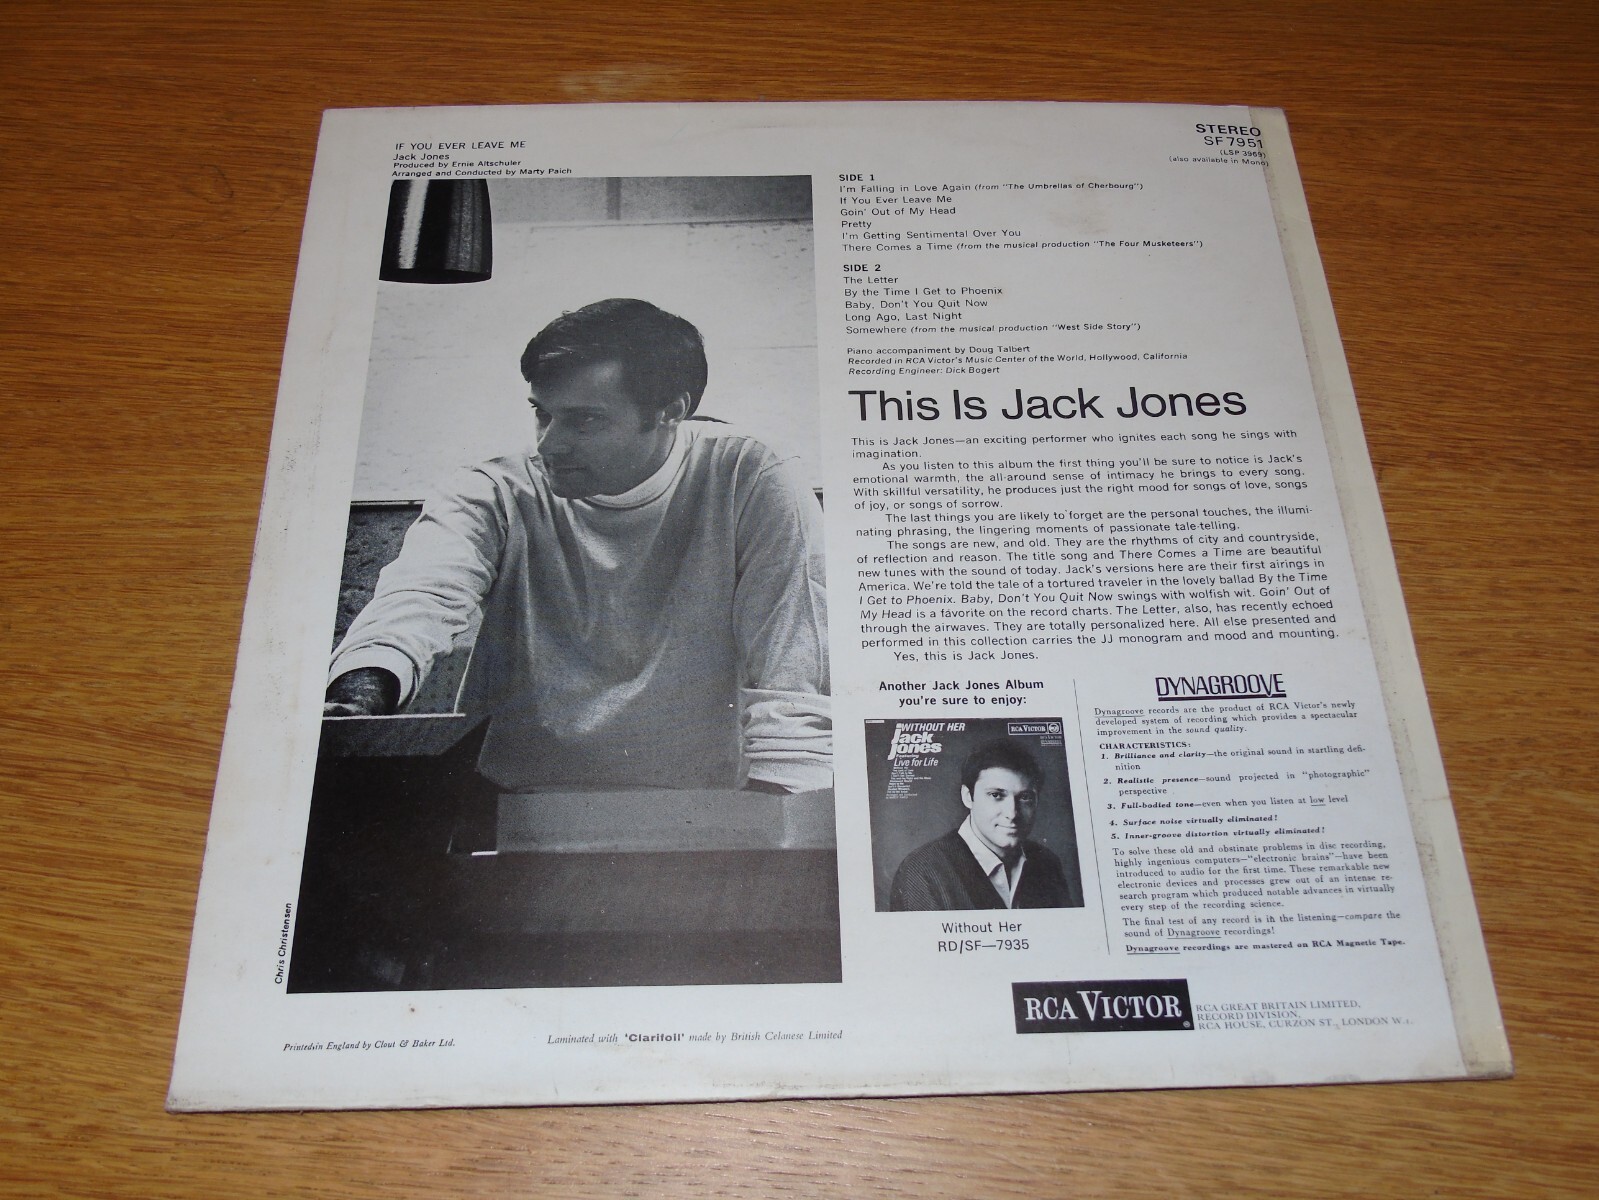 IF YOU EVER LEAVE ME
Jack Jones
Produced by Ernie Altschuler
Arranged and Conducted by Marty Paich
STEREO
SF 7951
(LSP 3969)
(also available in Mono)
SIDE 1
I'm Falling in Love Again (from "The Umbrellas of Cherbourg")
If You Ever Leave Me
Goin' Out of My Head
Pretty
I'm Getting Sentimental Over You
There Comes a Time (from the musical production "The Four Musketeers")
SIDE 2
The Letter
By the Time I Get to Phoenix
Baby, Don't You Quit Now
Long Ago, Last Night
Somewhere (from the musical production "West Side Story")
Piano accompaniment by Doug Talbert
Recorded in RCA Victor's Music Center of the World, Hollywood, California
Recording Engineer: Dick Bogert
This Is Jack Jones
This is Jack Jones—an exciting performer who ignites each song he sings with
imagination.
As you listen to this album the first thing you'll be sure to notice is Jack's
emotional warmth, the all-around sense of intimacy he brings to every song.
With skillful versatility, he produces just the right mood for songs of love, songs
of joy, or songs of sorrow.
The last things you are likely to forget are the personal touches, the illumi-
nating phrasing, the lingering moments of passionate tale-telling.
The songs are new, and old. They are the rhythms of city and countryside,
of reflection and reason. The title song and There Comes a Time are beautiful
new tunes with the sound of today. Jack's versions here are their first airings in
America. We're told the tale of a tortured traveler in the lovely ballad By the Time
I Get to Phoenix. Baby, Don't You Quit Now swings with wolfish wit. Goin' Out of
My Head is a favorite on the record charts. The Letter, also, has recently echoed
through the airwaves. They are totally personalized here. All else presented and
performed in this collection carries the JJ monogram and mood and mounting.
Yes, this is Jack Jones.
Another Jack Jones Album
you're sure to enjoy:
WITHOUT HER
Jack
Jones
Live for Life
RCA VICTOR
Without Her
RD/SF—7935
DYNAGROOVE
Dynagroove records are the product of RCA Victor's newly
developed system of recording which provides a spectacular
improvement in the sound quality.
CHARACTERISTICS:
1. Brilliance and clarity—the original sound in startling defi-
nition
2. Realistic presence—sound projected in "photographic"
perspective
3. Full-bodied tone—even when you listen at low level
4. Surface noise virtually eliminated!
5. Inner-groove distortion virtually eliminated!
To solve these old and obstinate problems in disc recording,
highly ingenious computers—"electronic brains"—have been
introduced to audio for the first time. These remarkable new
electronic devices and processes grew out of an intense re-
search program which produced notable advances in virtually
every step of the recording science.
The final test of any record is in the listening—compare the
sound of Dynagroove recordings!
Dynagroove recordings are mastered on RCA Magnetic Tape.
Chris Christensen
RCA VICTOR
RCA GREAT BRITAIN LIMITED,
RECORD DIVISION,
RCA HOUSE, CURZON ST., LONDON W.1.
Printed in England by Clout & Baker Ltd.
Laminated with 'Clarifoil' made by British Celanese Limited